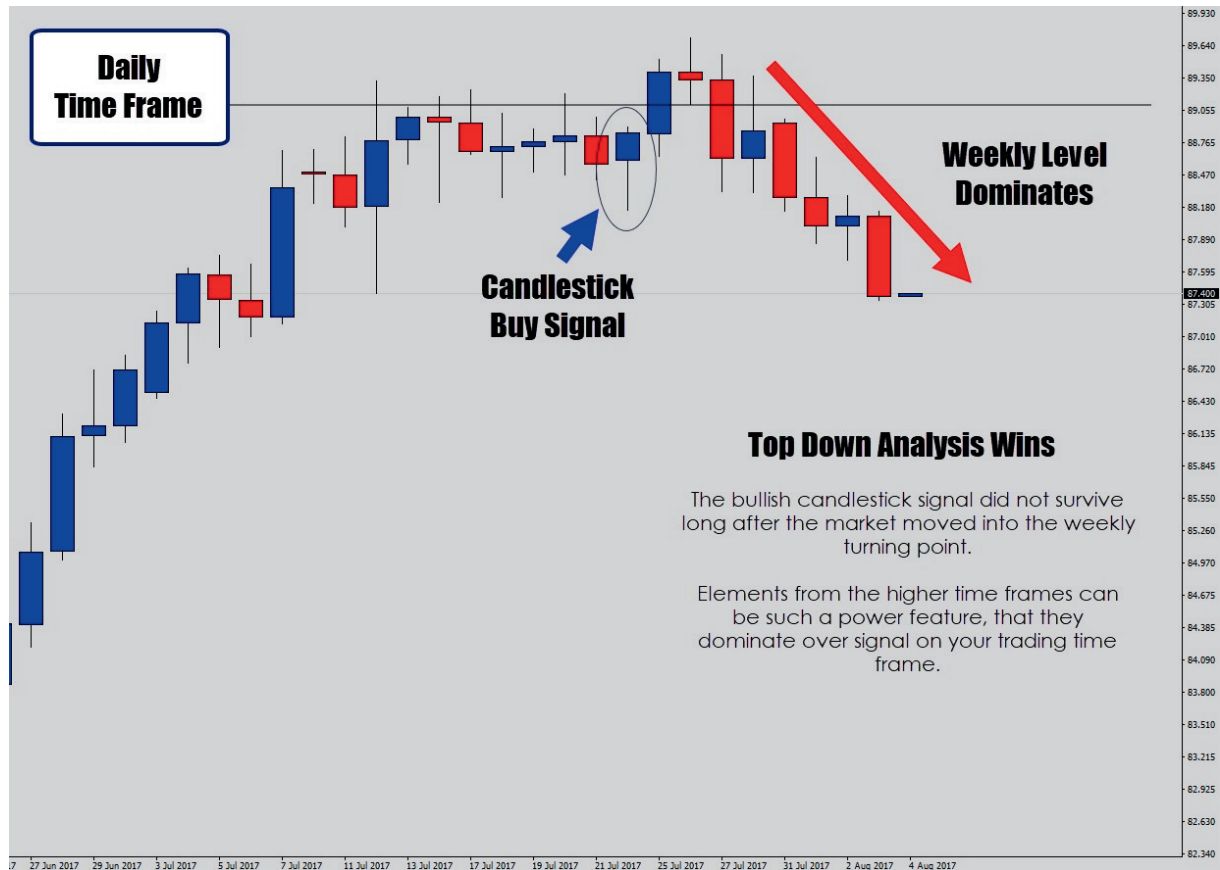 Daily
Time Frame
Weekly Level
Dominates
Candlestick
Buy Signal
Top Down Analysis Wins
The bullish candlestick signal did not survive
long after the market moved into the weekly
turning point.
Elements from the higher time frames can
be such a power feature, that they
dominate over signal on your trading time
frame.
89.930
89.640
89.350
89.055
88.765
88.470
88.180
87.890
87.595
87.400
87.305
87.010
86.720
86.430
86.135
85.845
85.550
85.260
84.970
84.675
84.385
84.090
83.800
83.510
83.215
82.925
82.630
82.340
27 Jun 2017
29 Jun 2017
3 Jul 2017
5 Jul 2017
7 Jul 2017
11 Jul 2017
13 Jul 2017
17 Jul 2017
19 Jul 2017
21 Jul 2017
25 Jul 2017
27 Jul 2017
31 Jul 2017
2 Aug 2017
4 Aug 2017